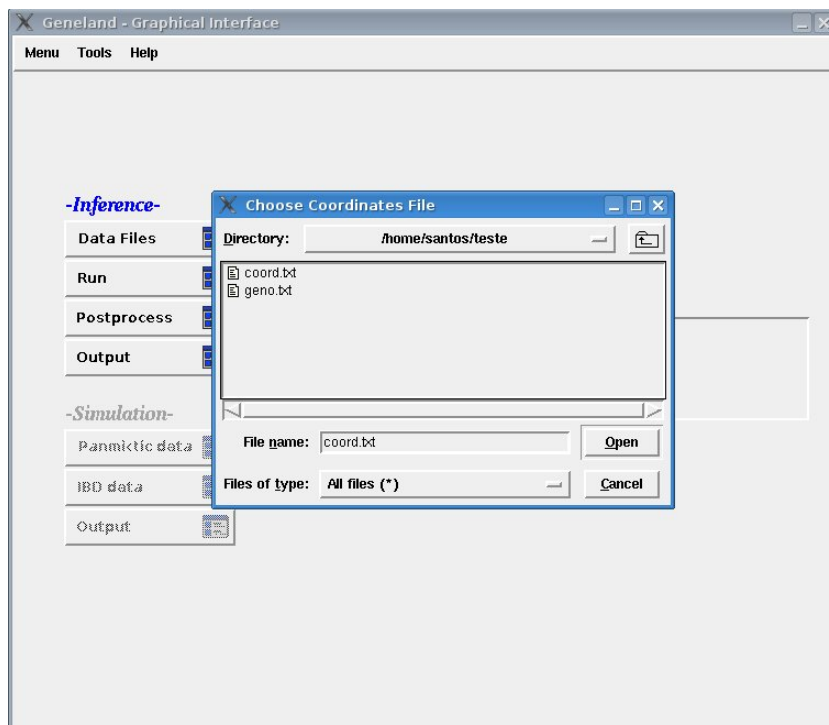 Geneland - Graphical Interface
Menu Tools Help
-Inference-
Data Files
Run
Postprocess
Output
-Simulation-
Panmictic data
IBD data
Output
Choose Coordinates File
Directory: /home/santos/teste
coord.txt
geno.txt
File name: coord.txt Open
Files of type: All files (*) Cancel